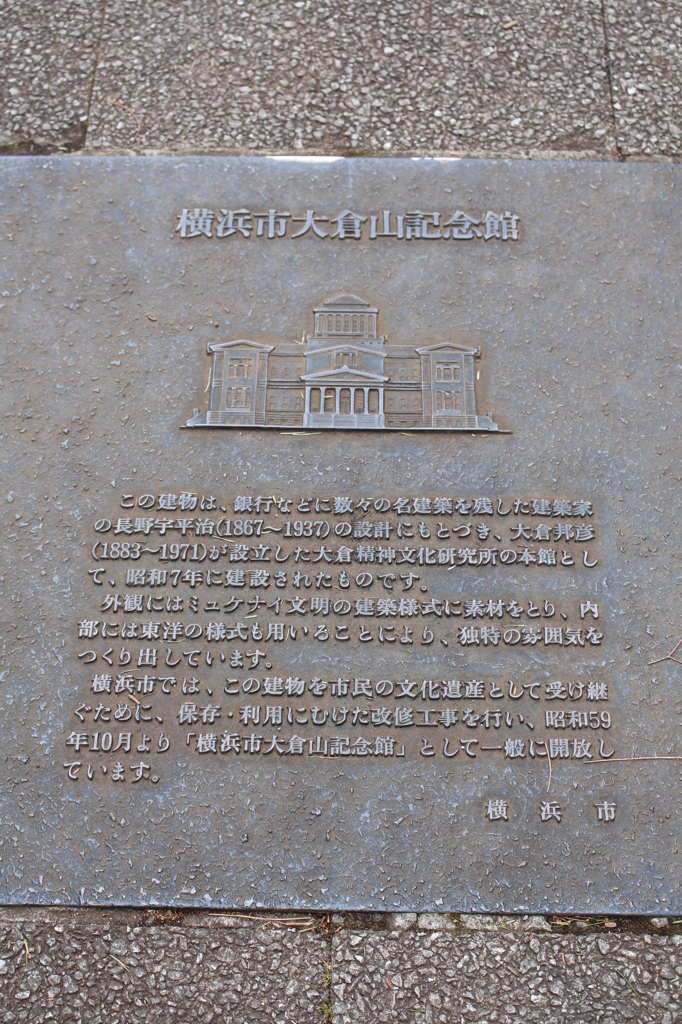 横浜市大倉山記念館
この建物は、銀行などに数々の名建築を残した建築家
の長野宇平治(1867〜1937)の設計にもとづき、大倉邦彦
(1883〜1971)が設立した大倉精神文化研究所の本館とし
て、昭和7年に建設されたものです。
外観にはミュケナイ文明の建築様式に素材をとり、内
部には東洋の様式も用いることにより、独特の雰囲気を
つくり出しています。
横浜市では、この建物を市民の文化遺産として受け継
ぐために、保存・利用にむけた改修工事を行い、昭和59
年10月より「横浜市大倉山記念館」として一般に開放し
ています。
横 浜 市